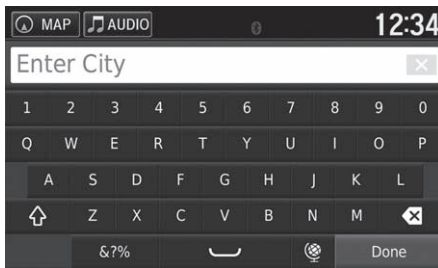 MAP AUDIO 12:34
Enter City
1 2 3 4 5 6 7 8 9 0
Q W E R T Y U I O P
A S D F G H J K L
Z X C V B N M
&?% Done